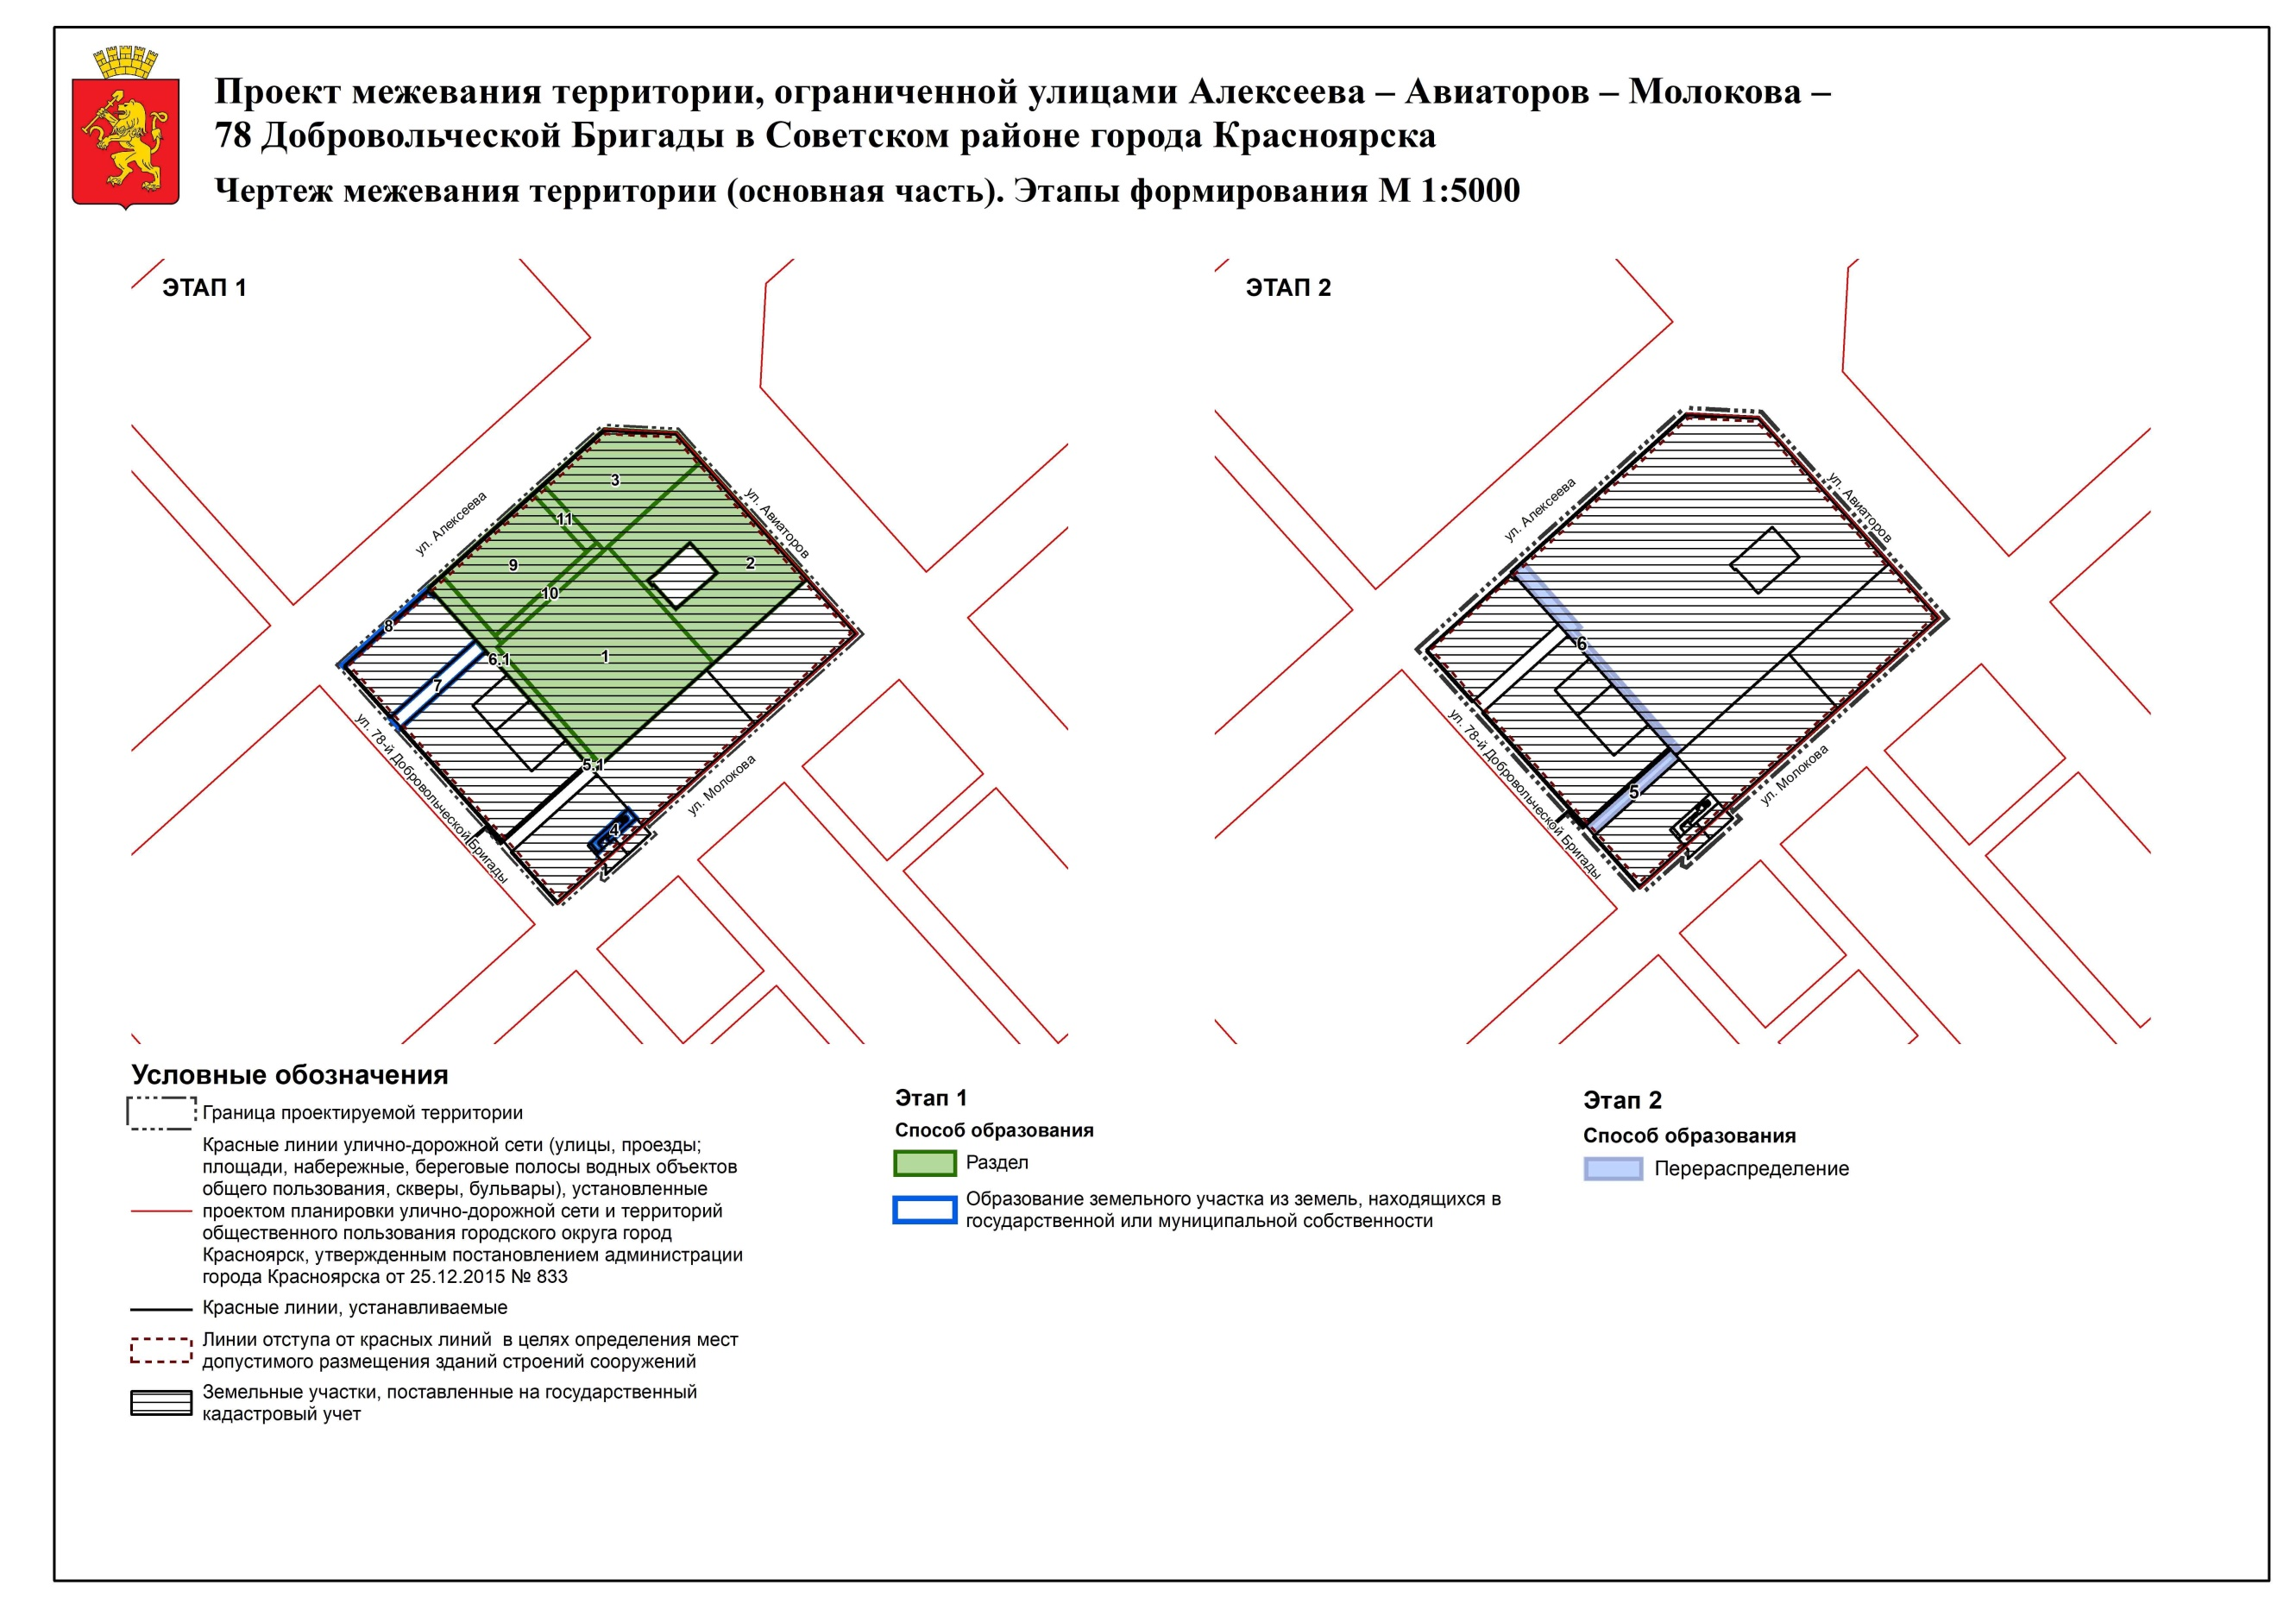 Проект межевания территории, ограниченной улицами Алексеева – Авиаторов – Молокова –
78 Добровольческой Бригады в Советском районе города Красноярска
Чертеж межевания территории (основная часть). Этапы формирования М 1:5000
ЭТАП 1
3
11
9
10
2
8
6.1
1
7
5.1
4
ул. Алексеева
ул. Авиаторов
ул. 78-й Добровольческой Бригады
ул. Молокова
ЭТАП 2
6
5
ул. Алексеева
ул. Авиаторов
ул. 78-й Добровольческой Бригады
ул. Молокова
Условные обозначения
Граница проектируемой территории
Красные линии улично-дорожной сети (улицы, проезды;
площади, набережные, береговые полосы водных объектов
общего пользования, скверы, бульвары), установленные
проектом планировки улично-дорожной сети и территорий
общественного пользования городского округа город
Красноярск, утвержденным постановлением администрации
города Красноярска от 25.12.2015 № 833
Красные линии, устанавливаемые
Линии отступа от красных линий в целях определения мест
допустимого размещения зданий строений сооружений
Земельные участки, поставленные на государственный
кадастровый учет
Этап 1
Способ образования
Раздел
Образование земельного участка из земель, находящихся в
государственной или муниципальной собственности
Этап 2
Способ образования
Перераспределение